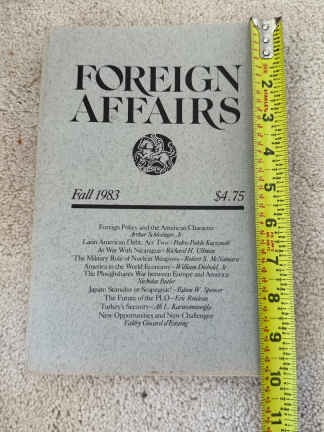 FOREIGN
AFFAIRS
Fall 1983 $4.75
Foreign Policy and the American Character
Arthur Schlesinger, Jr.
Latin American Debt: Act Two—Pedro-Pablo Kuczynski
At War With Nicaragua—Richard H. Ullman
The Military Role of Nuclear Weapons—Robert S. McNamara
America in the World Economy—William Diebold, Jr.
The Ploughshares War between Europe and America
Nicholas Butler
Japan: Stimulus or Scapegoat?—Edson W. Spencer
The Future of the PLO—Eric Rouleau
Turkey's Security—Ali L. Karaosmanoğlu
New Opportunities and New Challenges
Valéry Giscard d'Estaing
2
3
4
5
6
7
8
9
10
11